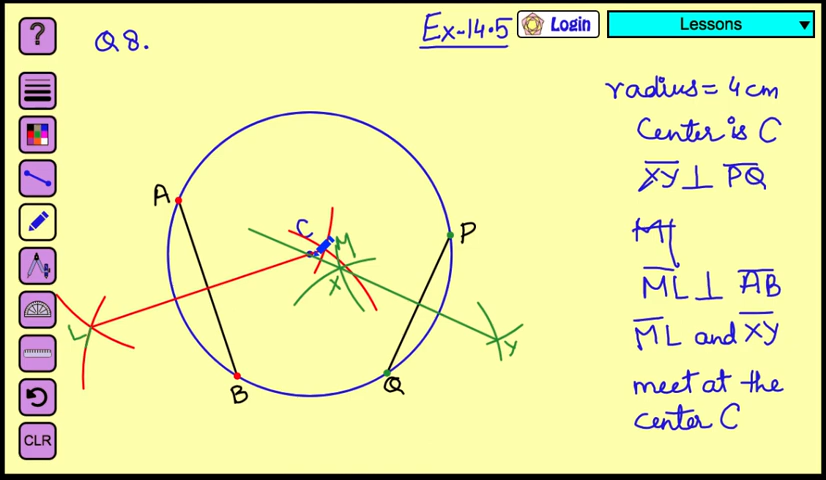 Q8.
Ex-14.5
Login
Lessons
?
CLR
A
B
C
M
P
Q
L
X
Y
radius = 4 cm
Center is C
XY ⊥ PQ
M
ML ⊥ AB
ML and XY
meet at the
center C